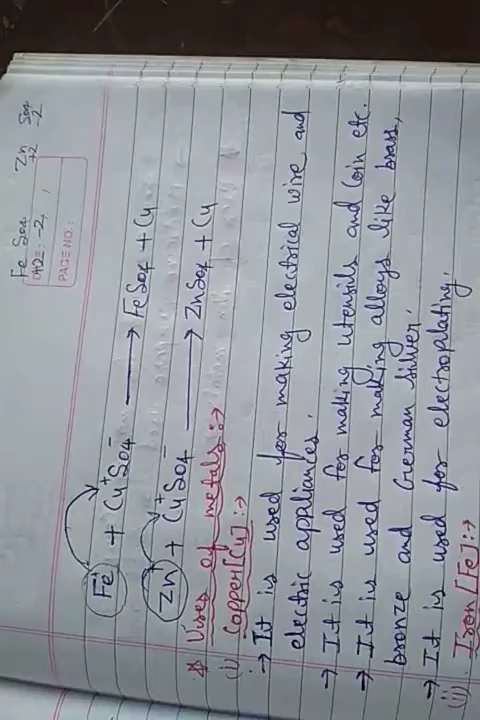 Fe SO4 Zn SO4
DATE: +2 -2, +2 -2
PAGE NO.:
Fe + Cu+SO4- → FeSO4 + Cu
Zn + Cu+SO4- → ZnSO4 + Cu
* Uses of metals:→
(i) Copper[Cu]:→
→ It is used for making electrical wire and
electric appliances.
→ It is used for making utensils and Coin etc.
→ It is used for making alloys like brass,
bronze and German silver.
→ It is used for electroplating.
(ii). Iron [Fe]:→